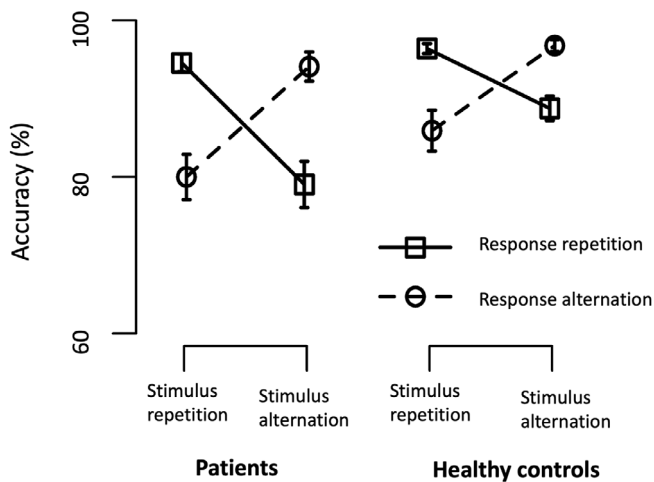 100
80
60
Accuracy (%)
Response repetition
Response alternation
Stimulus
repetition
Stimulus
alternation
Stimulus
repetition
Stimulus
alternation
Patients
Healthy controls